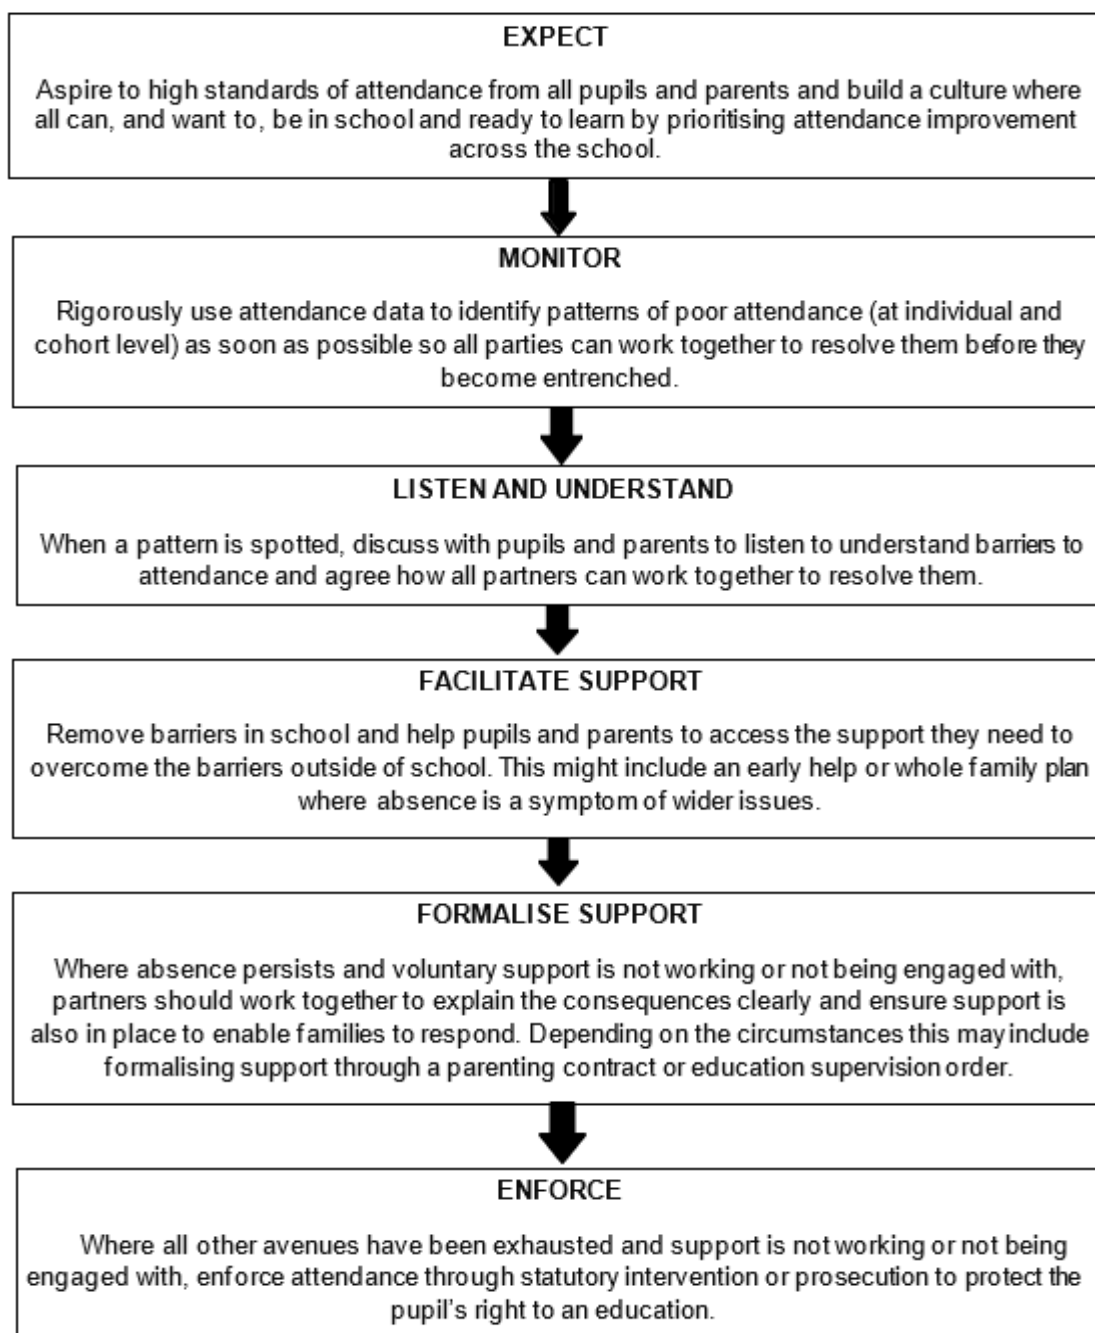 EXPECT
Aspire to high standards of attendance from all pupils and parents and build a culture where
all can, and want to, be in school and ready to learn by prioritising attendance improvement
across the school.
MONITOR
Rigorously use attendance data to identify patterns of poor attendance (at individual and
cohort level) as soon as possible so all parties can work together to resolve them before they
become entrenched.
LISTEN AND UNDERSTAND
When a pattern is spotted, discuss with pupils and parents to listen to understand barriers to
attendance and agree how all partners can work together to resolve them.
FACILITATE SUPPORT
Remove barriers in school and help pupils and parents to access the support they need to
overcome the barriers outside of school. This might include an early help or whole family plan
where absence is a symptom of wider issues.
FORMALISE SUPPORT
Where absence persists and voluntary support is not working or not being engaged with,
partners should work together to explain the consequences clearly and ensure support is
also in place to enable families to respond. Depending on the circumstances this may include
formalising support through a parenting contract or education supervision order.
ENFORCE
Where all other avenues have been exhausted and support is not working or not being
engaged with, enforce attendance through statutory intervention or prosecution to protect the
pupil's right to an education.